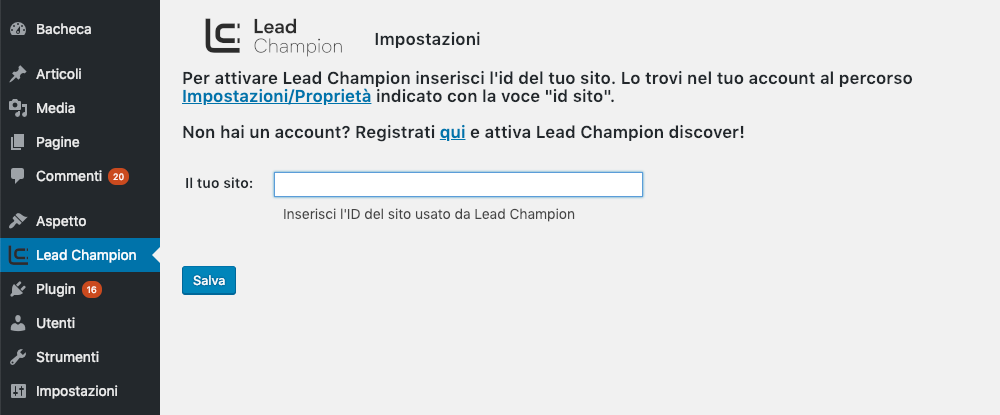 Bacheca
Articoli
Media
Pagine
Commenti 20
Aspetto
Lead Champion
Plugin 16
Utenti
Strumenti
Impostazioni
Lead
Champion
Impostazioni
Per attivare Lead Champion inserisci l'id del tuo sito. Lo trovi nel tuo account al percorso
Impostazioni/Proprietà indicato con la voce "id sito".
Non hai un account? Registrati qui e attiva Lead Champion discover!
Il tuo sito:
Inserisci l'ID del sito usato da Lead Champion
Salva